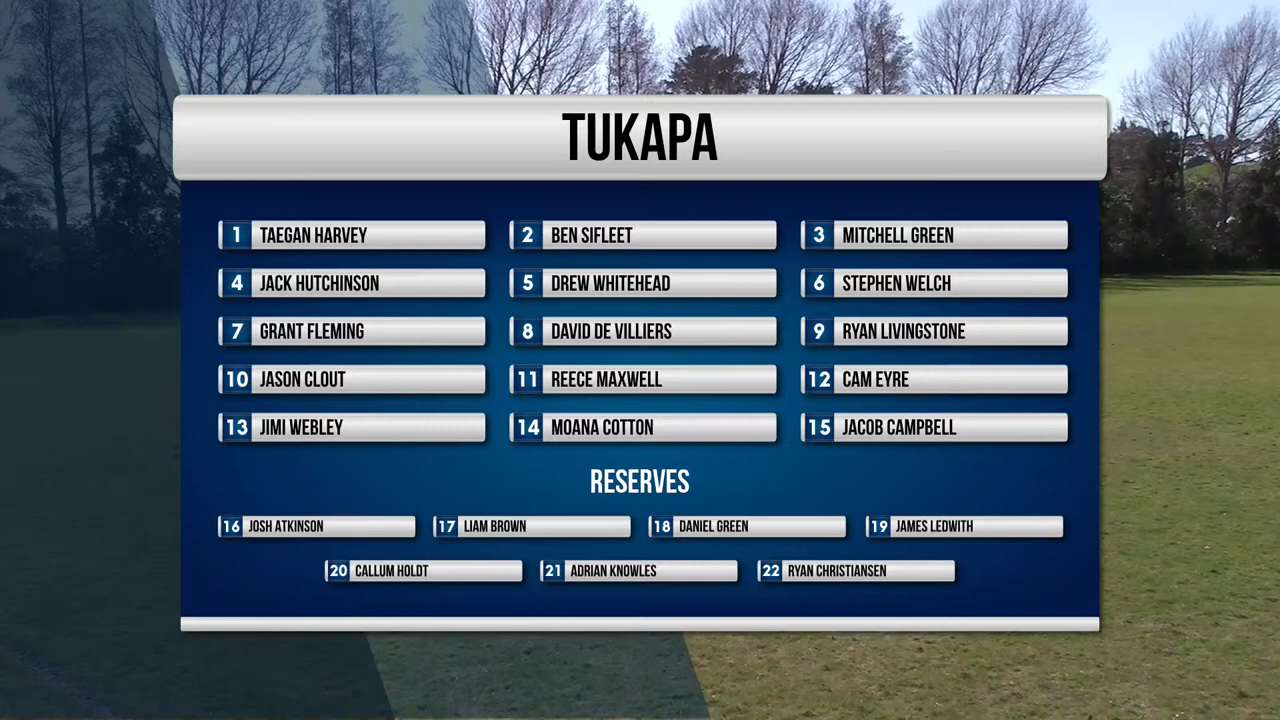 TUKAPA
1 TAEGAN HARVEY 2 BEN SIFLEET 3 MITCHELL GREEN
4 JACK HUTCHINSON 5 DREW WHITEHEAD 6 STEPHEN WELCH
7 GRANT FLEMING 8 DAVID DE VILLIERS 9 RYAN LIVINGSTONE
10 JASON CLOUT 11 REECE MAXWELL 12 CAM EYRE
13 JIMI WEBLEY 14 MOANA COTTON 15 JACOB CAMPBELL
RESERVES
16 JOSH ATKINSON 17 LIAM BROWN 18 DANIEL GREEN 19 JAMES LEDWITH
20 CALLUM HOLDT 21 ADRIAN KNOWLES 22 RYAN CHRISTIANSEN